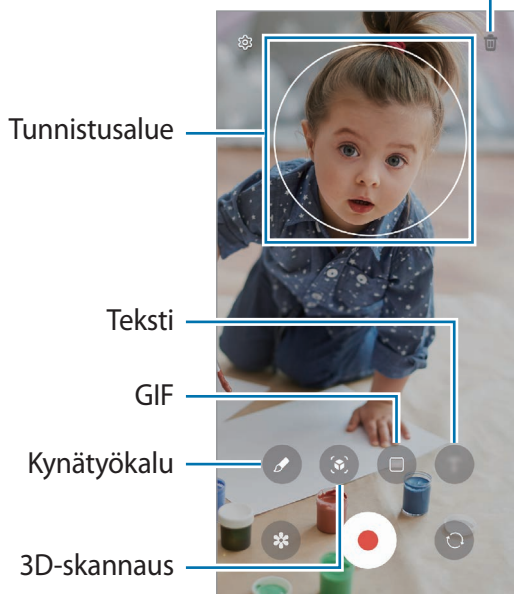 Tunnistusalue
Teksti
GIF
Kynätyökalu
3D-skannaus